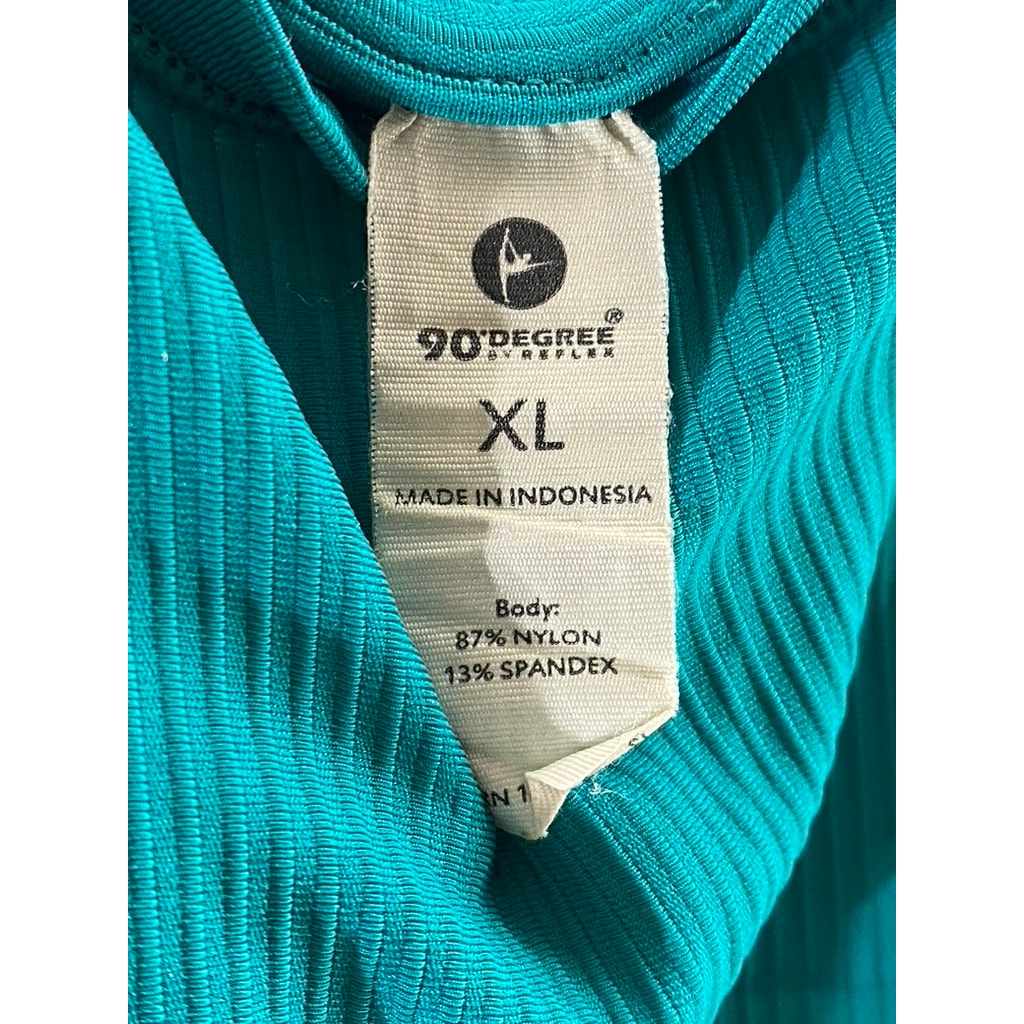 90°DEGREE®
BY REFLEX
XL
MADE IN INDONESIA
Body:
87% NYLON
13% SPANDEX